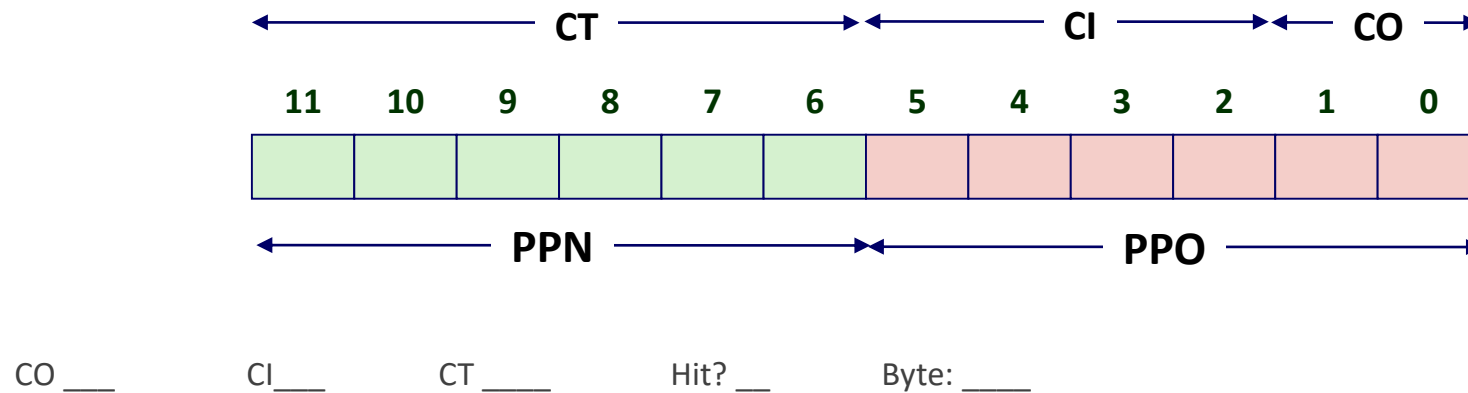 CT CI CO
11 10 9 8 7 6 5 4 3 2 1 0
PPN PPO
CO ___ CI___ CT ____ Hit? __ Byte: ____